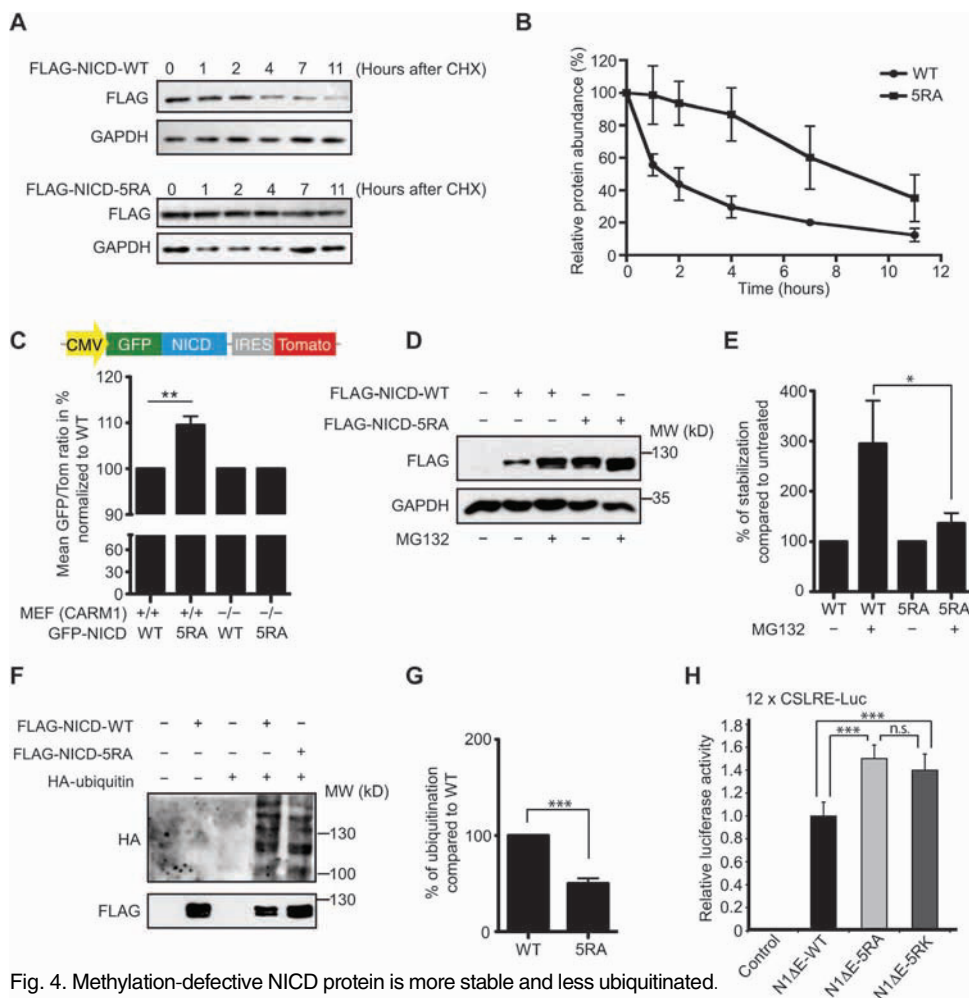 A
FLAG-NICD-WT 0 1 2 4 7 11 (Hours after CHX)
FLAG
GAPDH
FLAG-NICD-5RA 0 1 2 4 7 11 (Hours after CHX)
FLAG
GAPDH
B
Relative protein abundance (%)
120
100
80
60
40
20
0
0 2 4 6 8 10 12
Time (hours)
WT
5RA
C
CMV GFP NICD IRES Tomato
Mean GFP/Tom ratio in %
normalized to WT
**
110
100
90
60
30
0
MEF (CARM1) +/+ +/+ –/– –/–
GFP-NICD WT 5RA WT 5RA
D
FLAG-NICD-WT – + + – –
FLAG-NICD-5RA – – – + +
MW (kD)
FLAG
130
GAPDH
35
MG132 – – + – +
E
% of stabilization
compared to untreated
400
300
200
100
0
*
WT WT 5RA 5RA
MG132 – + – +
F
FLAG-NICD-WT – + – + –
FLAG-NICD-5RA – – – – +
HA-ubiquitin – – + + +
MW (kD)
HA
130
100
FLAG
130
G
% of ubiquitination
compared to WT
100
0
***
WT 5RA
H
12 x CSLRE-Luc
Relative luciferase activity
1.8
1.6
1.4
1.2
1.0
0.8
0.6
0.4
0.2
0
***
*** n.s.
Control N1ΔE-WT N1ΔE-5RA N1ΔE-5RK
Fig. 4. Methylation-defective NICD protein is more stable and less ubiquitinated.